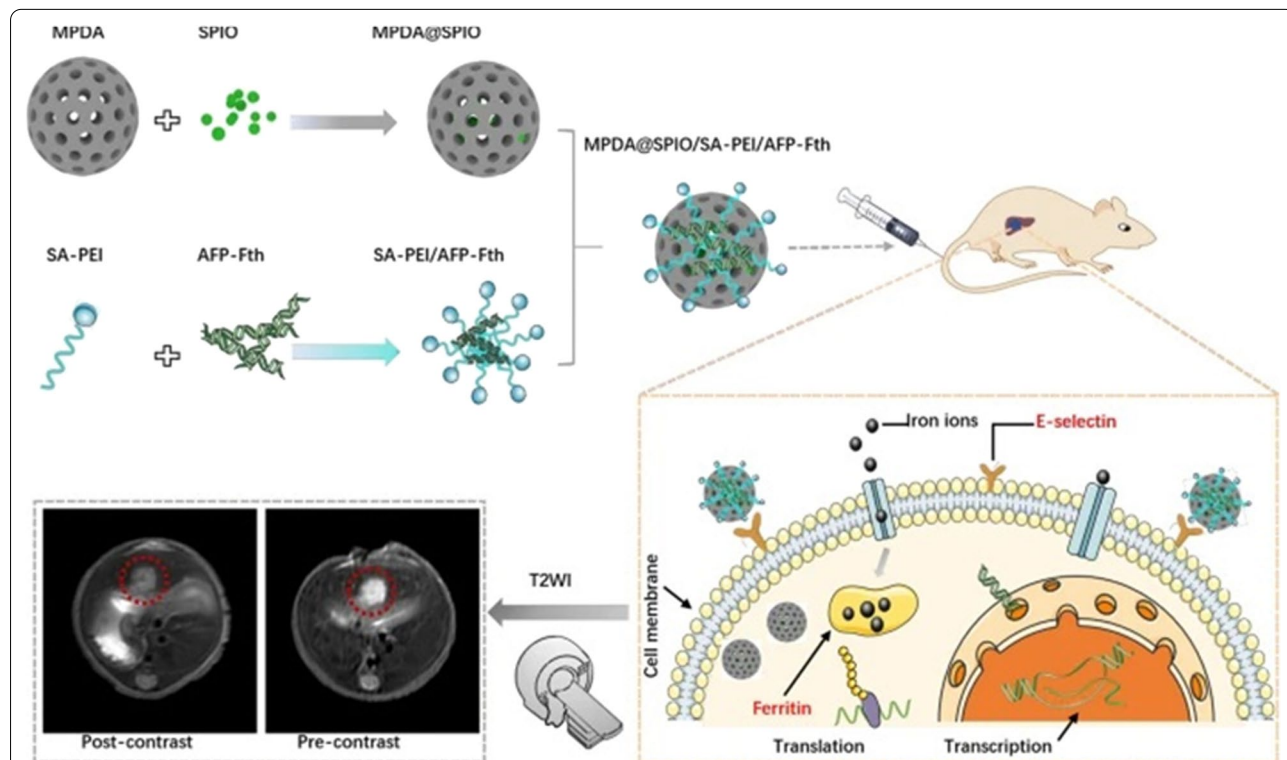 MPDA
SPIO
MPDA@SPIO
MPDA@SPIO/SA-PEI/AFP-Fth
SA-PEI
AFP-Fth
SA-PEI/AFP-Fth
Iron ions
E-selectin
T2WI
Cell membrane
Ferritin
Translation
Transcription
Post-contrast
Pre-contrast